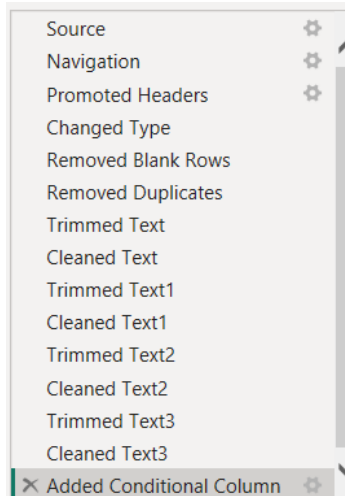 Source
Navigation
Promoted Headers
Changed Type
Removed Blank Rows
Removed Duplicates
Trimmed Text
Cleaned Text
Trimmed Text1
Cleaned Text1
Trimmed Text2
Cleaned Text2
Trimmed Text3
Cleaned Text3
Added Conditional Column